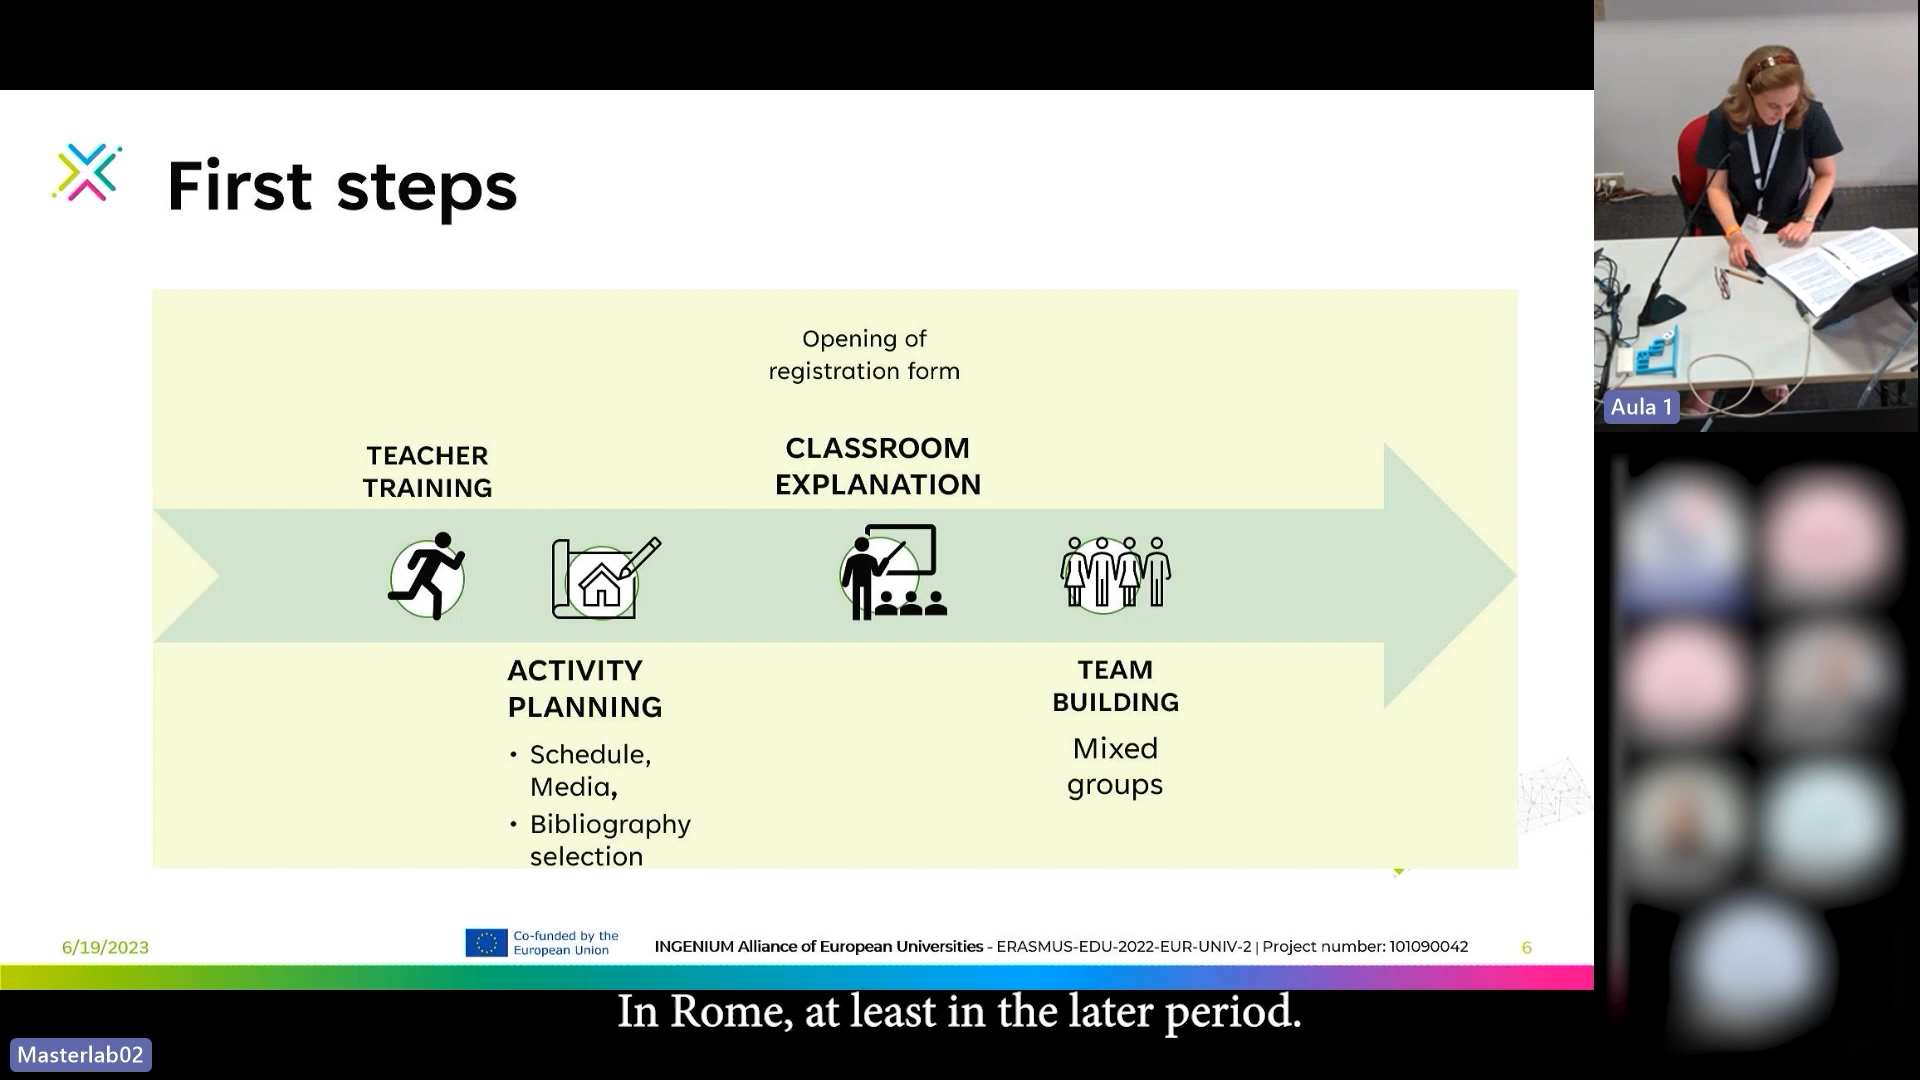 First steps
Opening of
registration form
TEACHER
TRAINING
CLASSROOM
EXPLANATION
ACTIVITY
PLANNING
• Schedule,
Media,
• Bibliography
selection
TEAM
BUILDING
Mixed
groups
6/19/2023
Co-funded by the
European Union
INGENIUM Alliance of European Universities - ERASMUS-EDU-2022-EUR-UNIV-2 | Project number: 101090042
6
Aula 1
In Rome, at least in the later period.
Masterlab02